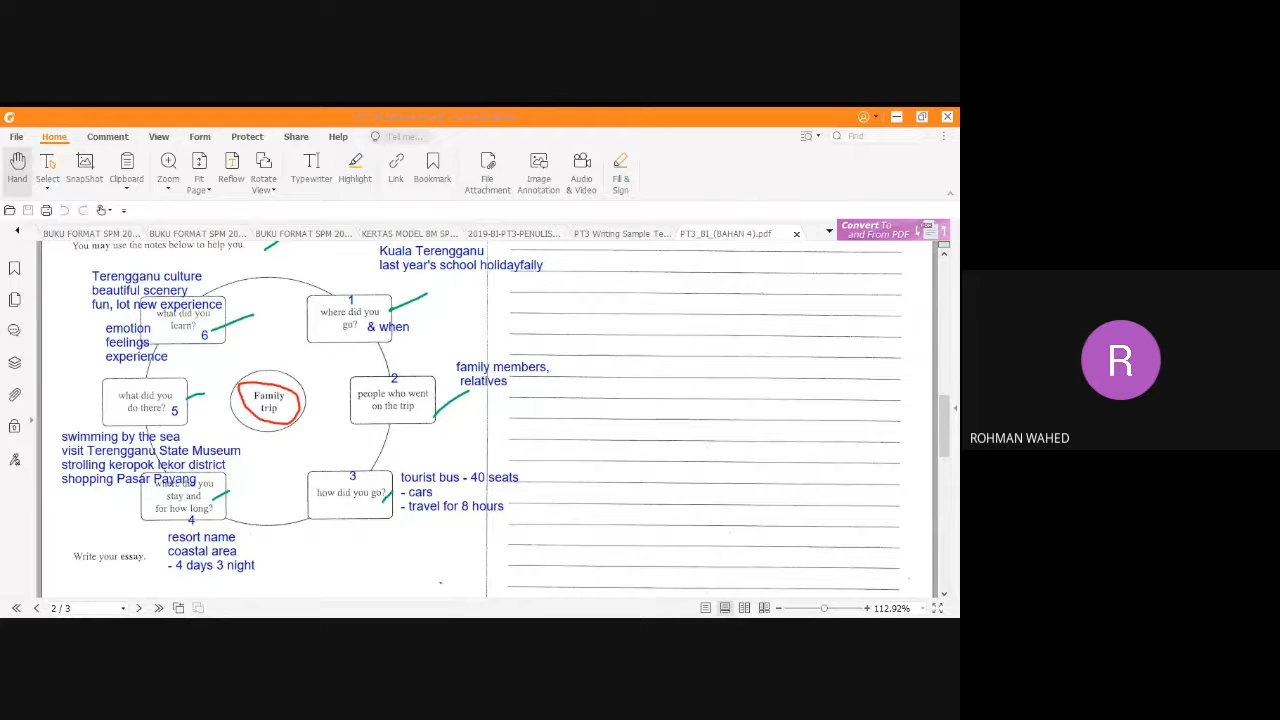 File Home Comment View Form Protect Share Help Tell me... Find
Hand Select SnapShot Clipboard Zoom Fit Page Reflow Rotate View Typewriter Highlight Link Bookmark File Attachment Image Annotation Audio & Video Fill & Sign
BUKU FORMAT SPM 20... BUKU FORMAT SPM 20... BUKU FORMAT SPM 20... KERTAS MODEL BM SP... 2019-BI-PT3-PENULIS... PT3 Writing Sample Te... PT3_BI_(BAHAN 4).pdf
Convert To and From PDF
You may use the notes below to help you.
Kuala Terengganu
last year's school holidayfaily
Terengganu culture
beautiful scenery
fun, lot new experience
what did you
learn?
6
emotion
feelings
experience
1
where did you
go?
& when
2
people who went
on the trip
family members,
relatives
Family
trip
what did you
do there?
5
swimming by the sea
visit Terengganu State Museum
strolling keropok lekor district
shopping Pasar Payang
3
how did you go?
tourist bus - 40 seats
- cars
- travel for 8 hours
where did you
stay and
for how long?
4
resort name
coastal area
- 4 days 3 night
Write your essay.
2 / 3
112.92%
R
ROHMAN WAHED